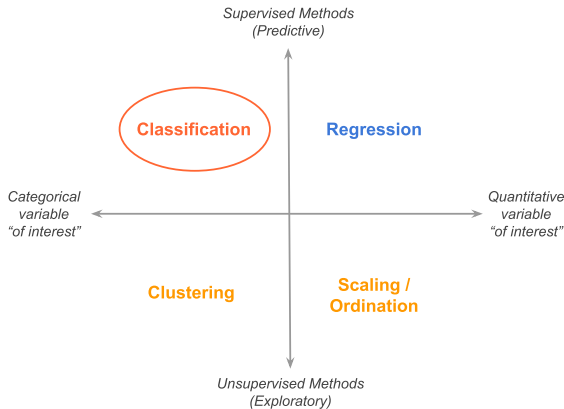 Supervised Methods
(Predictive)
Classification
Regression
Categorical
variable
“of interest”
Quantitative
variable
“of interest”
Clustering
Scaling /
Ordination
Unsupervised Methods
(Exploratory)